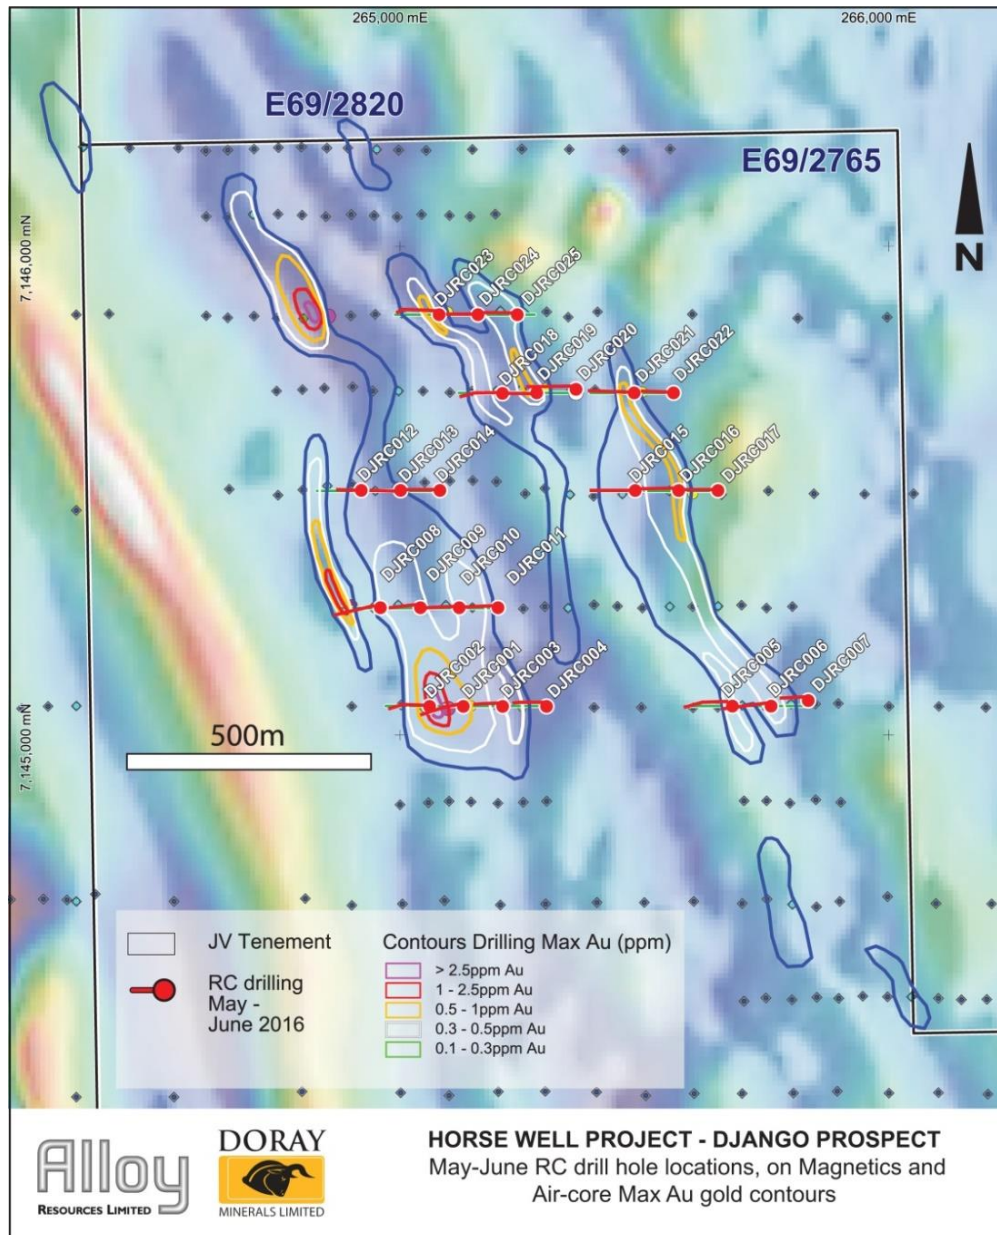 265,000 mE
266,000 mE
E69/2820
E69/2765
7,146,000 mN
N
DJRC023
DJRC024
DJRC025
DJRC018
DJRC019
DJRC020
DJRC021
DJRC022
DJRC012
DJRC013
DJRC014
DJRC015
DJRC016
DJRC017
DJRC008
DJRC009
DJRC010
DJRC011
DJRC002
DJRC001
DJRC003
DJRC004
DJRC005
DJRC006
DJRC007
7,145,000 mN
500m
JV Tenement
RC drilling
May -
June 2016
Contours Drilling Max Au (ppm)
> 2.5ppm Au
1 - 2.5ppm Au
0.5 - 1ppm Au
0.3 - 0.5ppm Au
0.1 - 0.3ppm Au
Alloy
RESOURCES LIMITED
DORAY
MINERALS LIMITED
HORSE WELL PROJECT - DJANGO PROSPECT
May-June RC drill hole locations, on Magnetics and
Air-core Max Au gold contours